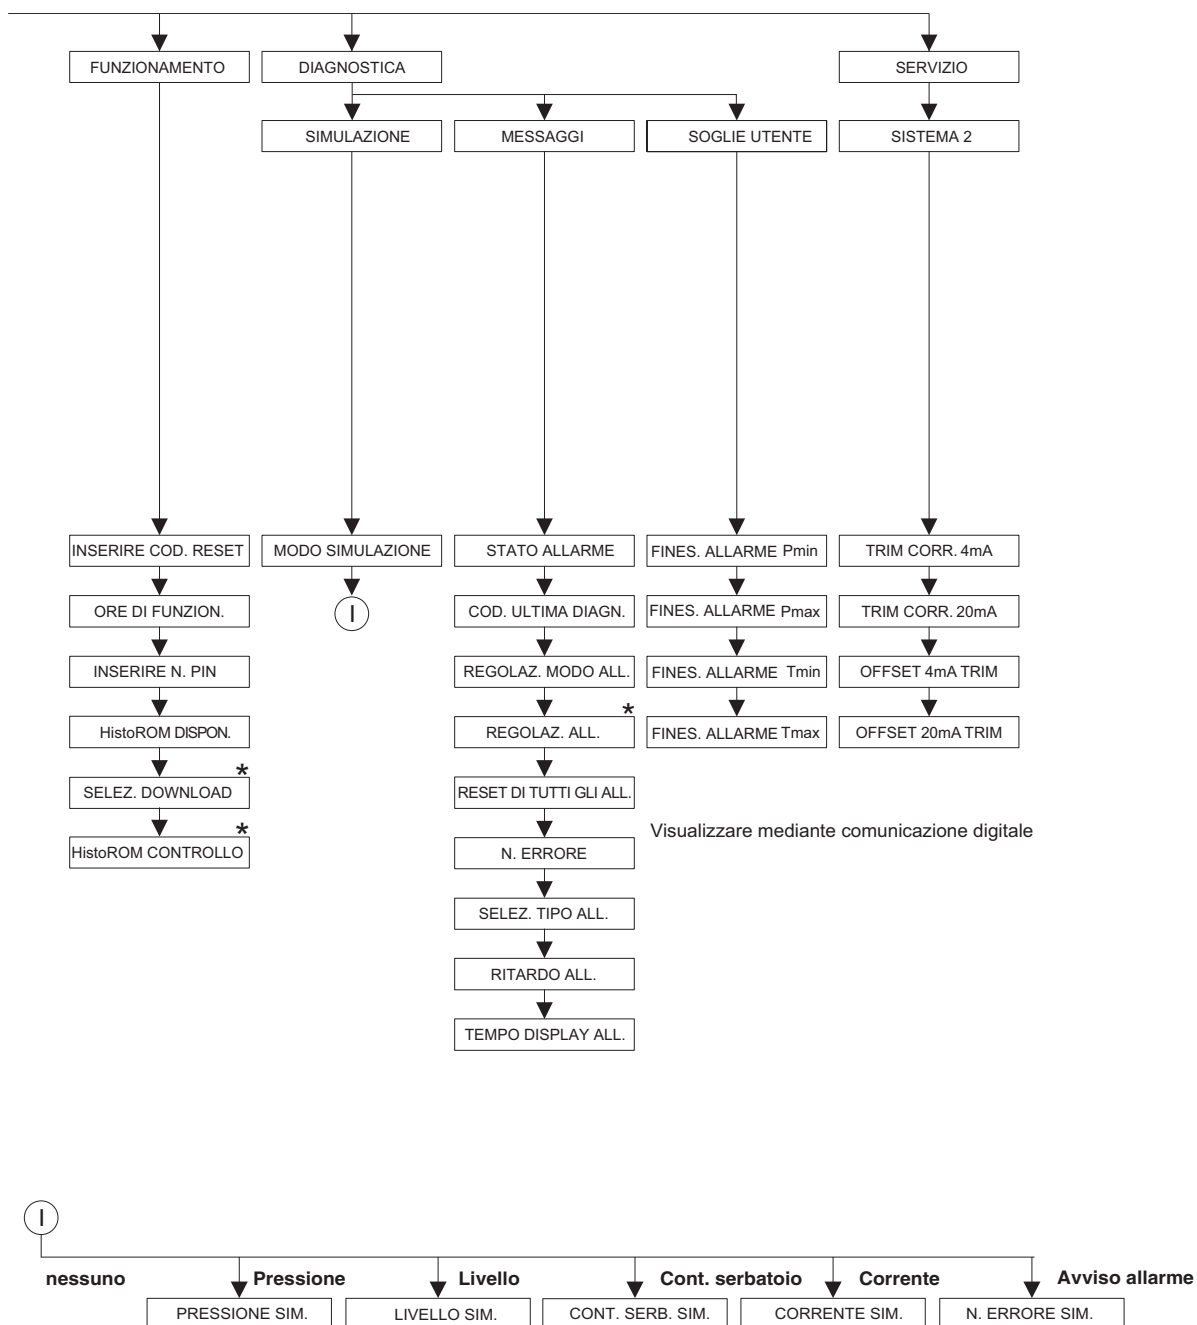 FUNZIONAMENTO
DIAGNOSTICA
SERVIZIO
SIMULAZIONE
MESSAGGI
SOGLIE UTENTE
SISTEMA 2
INSERIRE COD. RESET
MODO SIMULAZIONE
STATO ALLARME
FINES. ALLARME Pmin
TRIM CORR. 4mA
ORE DI FUNZION.
I
COD. ULTIMA DIAGN.
FINES. ALLARME Pmax
TRIM CORR. 20mA
INSERIRE N. PIN
REGOLAZ. MODO ALL.
FINES. ALLARME Tmin
OFFSET 4mA TRIM
*
HistoROM DISPON.
REGOLAZ. ALL.
FINES. ALLARME Tmax
OFFSET 20mA TRIM
*
SELEZ. DOWNLOAD
RESET DI TUTTI GLI ALL.
*
HistoROM CONTROLLO
N. ERRORE
Visualizzare mediante comunicazione digitale
SELEZ. TIPO ALL.
RITARDO ALL.
TEMPO DISPLAY ALL.
I
nessuno
Pressione
Livello
Cont. serbatoio
Corrente
Avviso allarme
PRESSIONE SIM.
LIVELLO SIM.
CONT. SERB. SIM.
CORRENTE SIM.
N. ERRORE SIM.